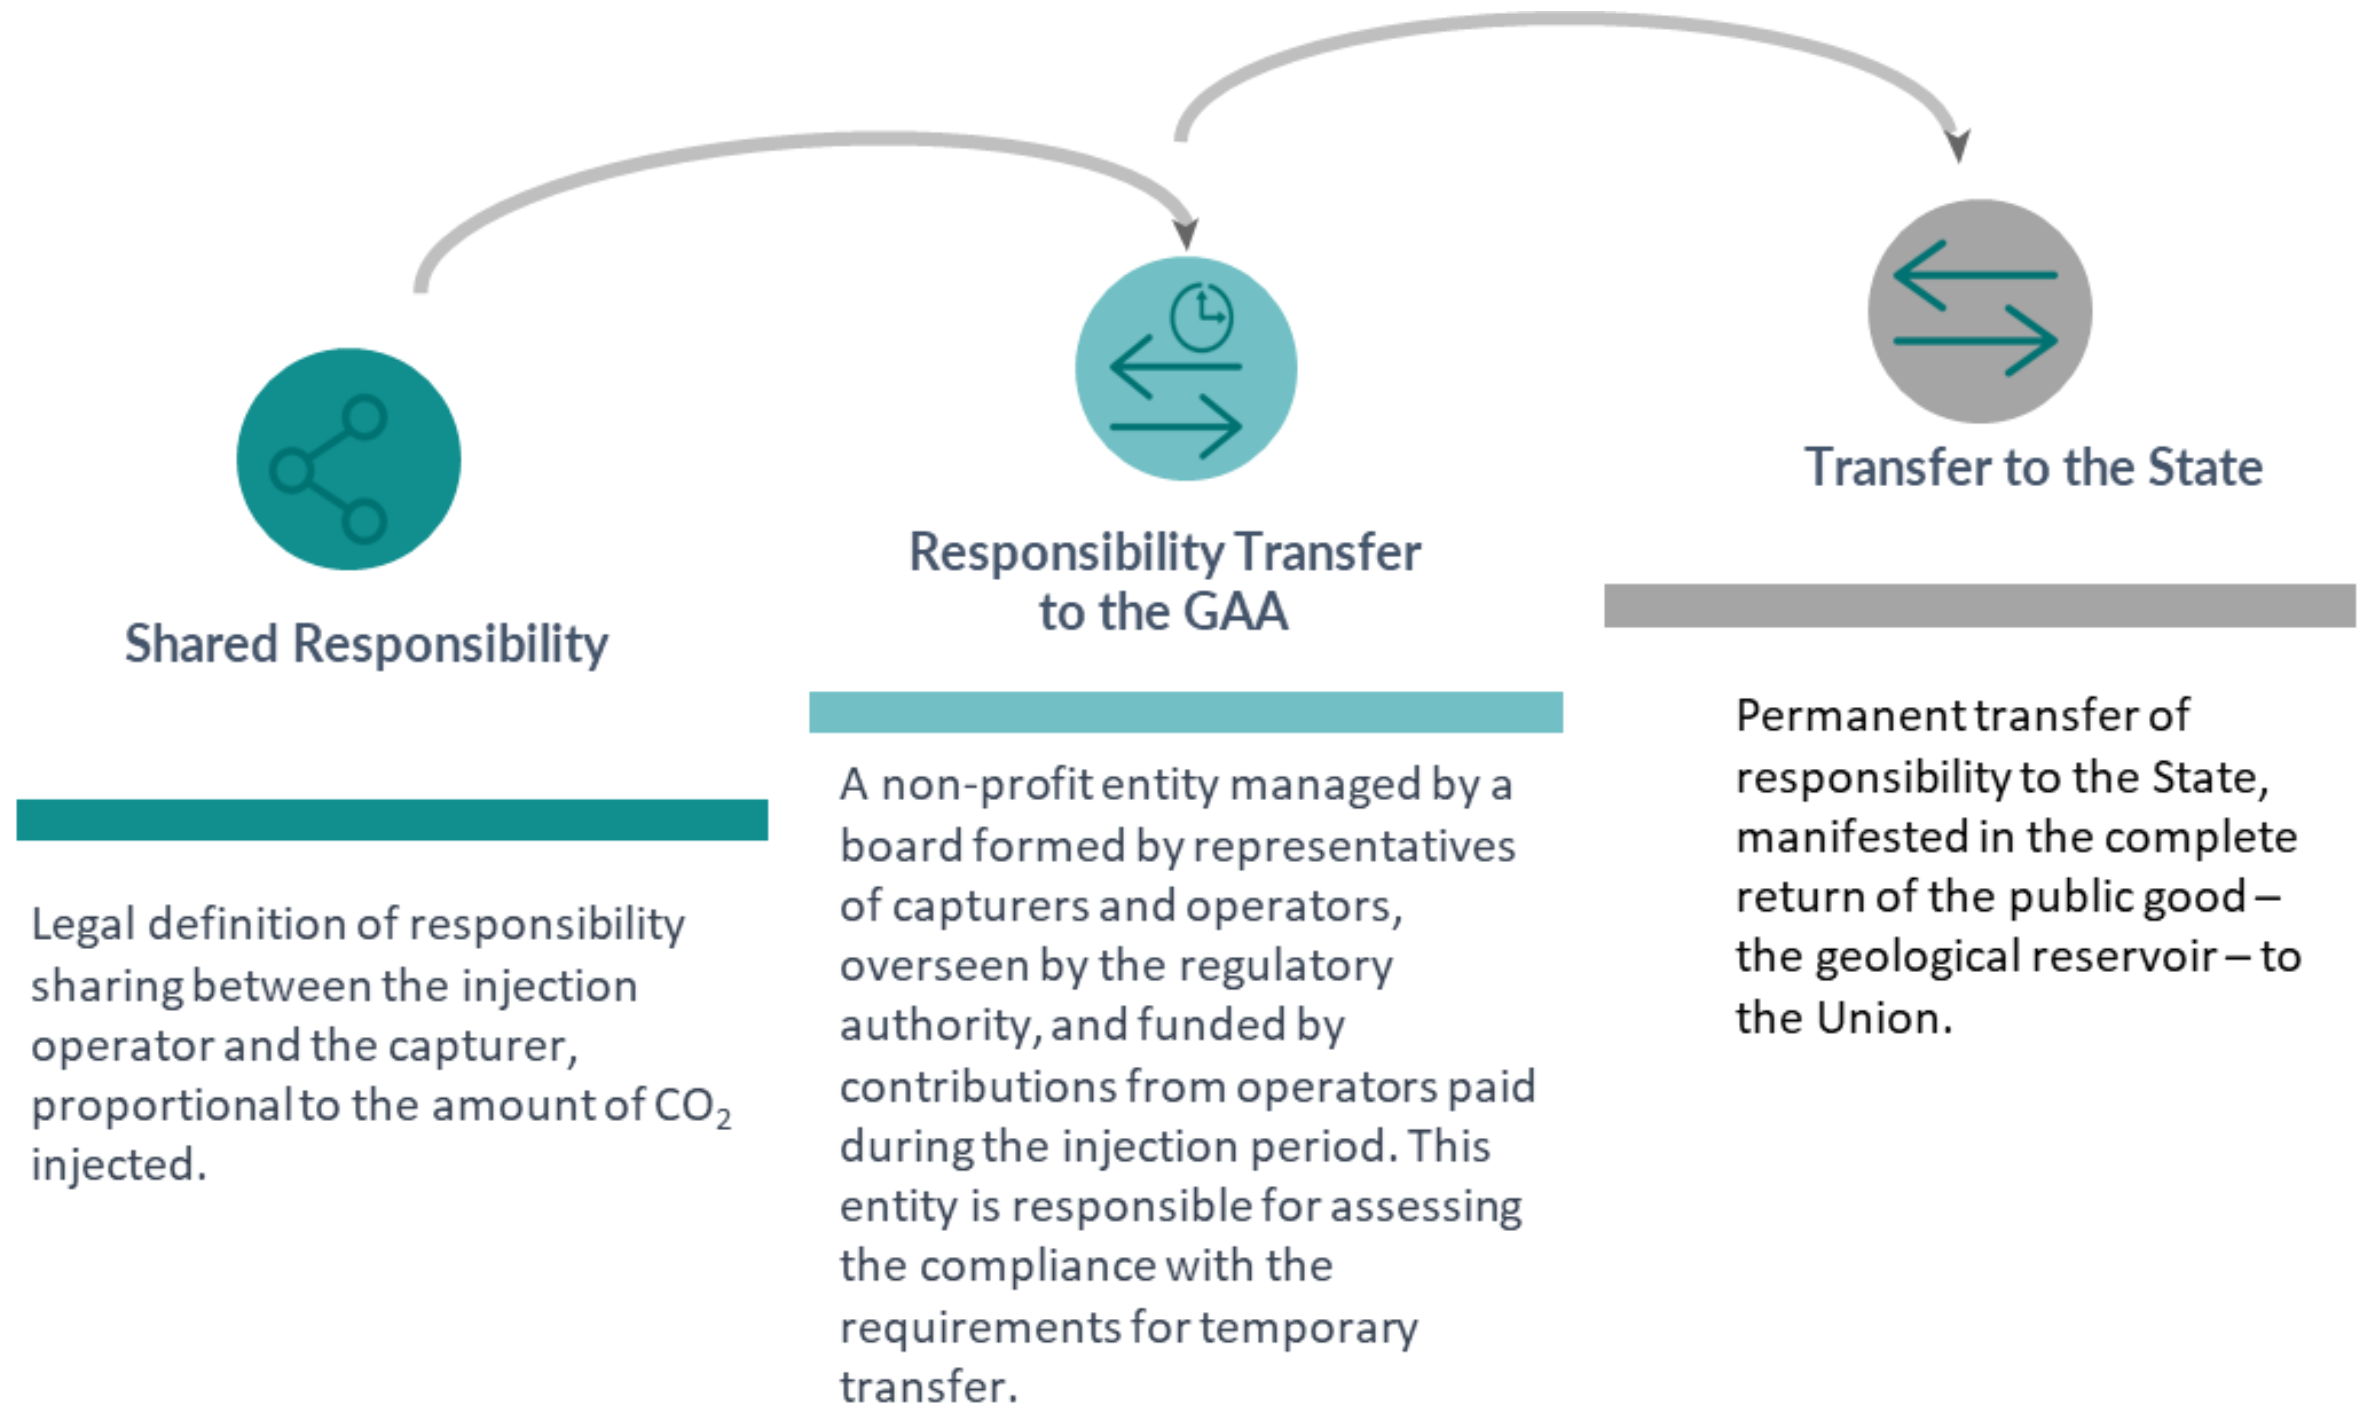 Shared Responsibility
Legal definition of responsibility
sharing between the injection
operator and the capturer,
proportional to the amount of CO₂
injected.
Responsibility Transfer
to the GAA
A non-profit entity managed by a
board formed by representatives
of capturers and operators,
overseen by the regulatory
authority, and funded by
contributions from operators paid
during the injection period. This
entity is responsible for assessing
the compliance with the
requirements for temporary
transfer.
Transfer to the State
Permanent transfer of
responsibility to the State,
manifested in the complete
return of the public good –
the geological reservoir – to
the Union.